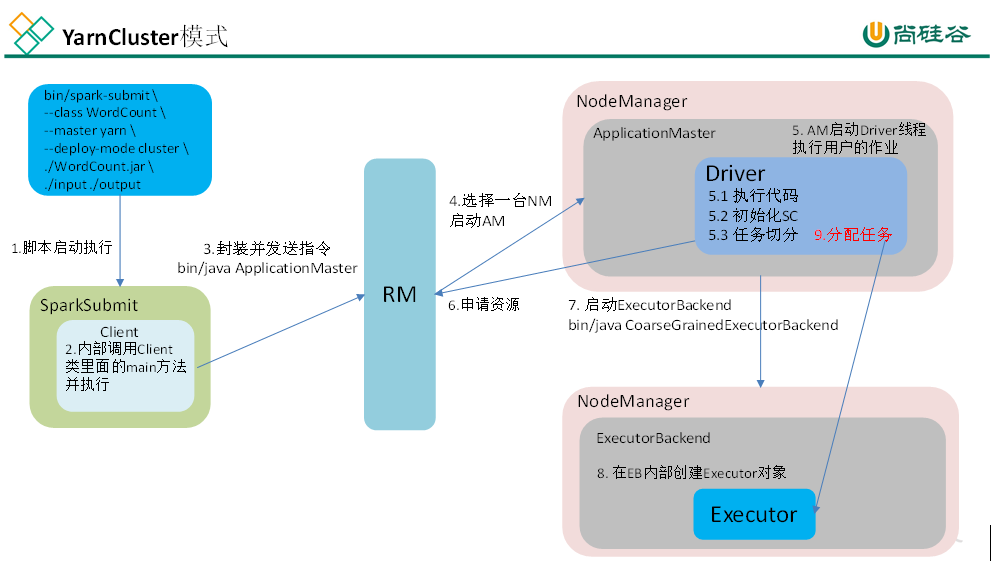 YarnCluster模式
尚硅谷
bin/spark-submit \
--class WordCount \
--master yarn \
--deploy-mode cluster \
./WordCount.jar \
./input ./output
1.脚本启动执行
SparkSubmit
Client
2.内部调用Client
类里面的main方法
并执行
3.封装并发送指令
bin/java ApplicationMaster
RM
4.选择一台NM
启动AM
6.申请资源
NodeManager
ApplicationMaster
5. AM启动Driver线程
执行用户的作业
Driver
5.1 执行代码
5.2 初始化SC
5.3 任务切分
9.分配任务
7. 启动ExecutorBackend
bin/java CoarseGrainedExecutorBackend
NodeManager
ExecutorBackend
8. 在EB内部创建Executor对象
Executor